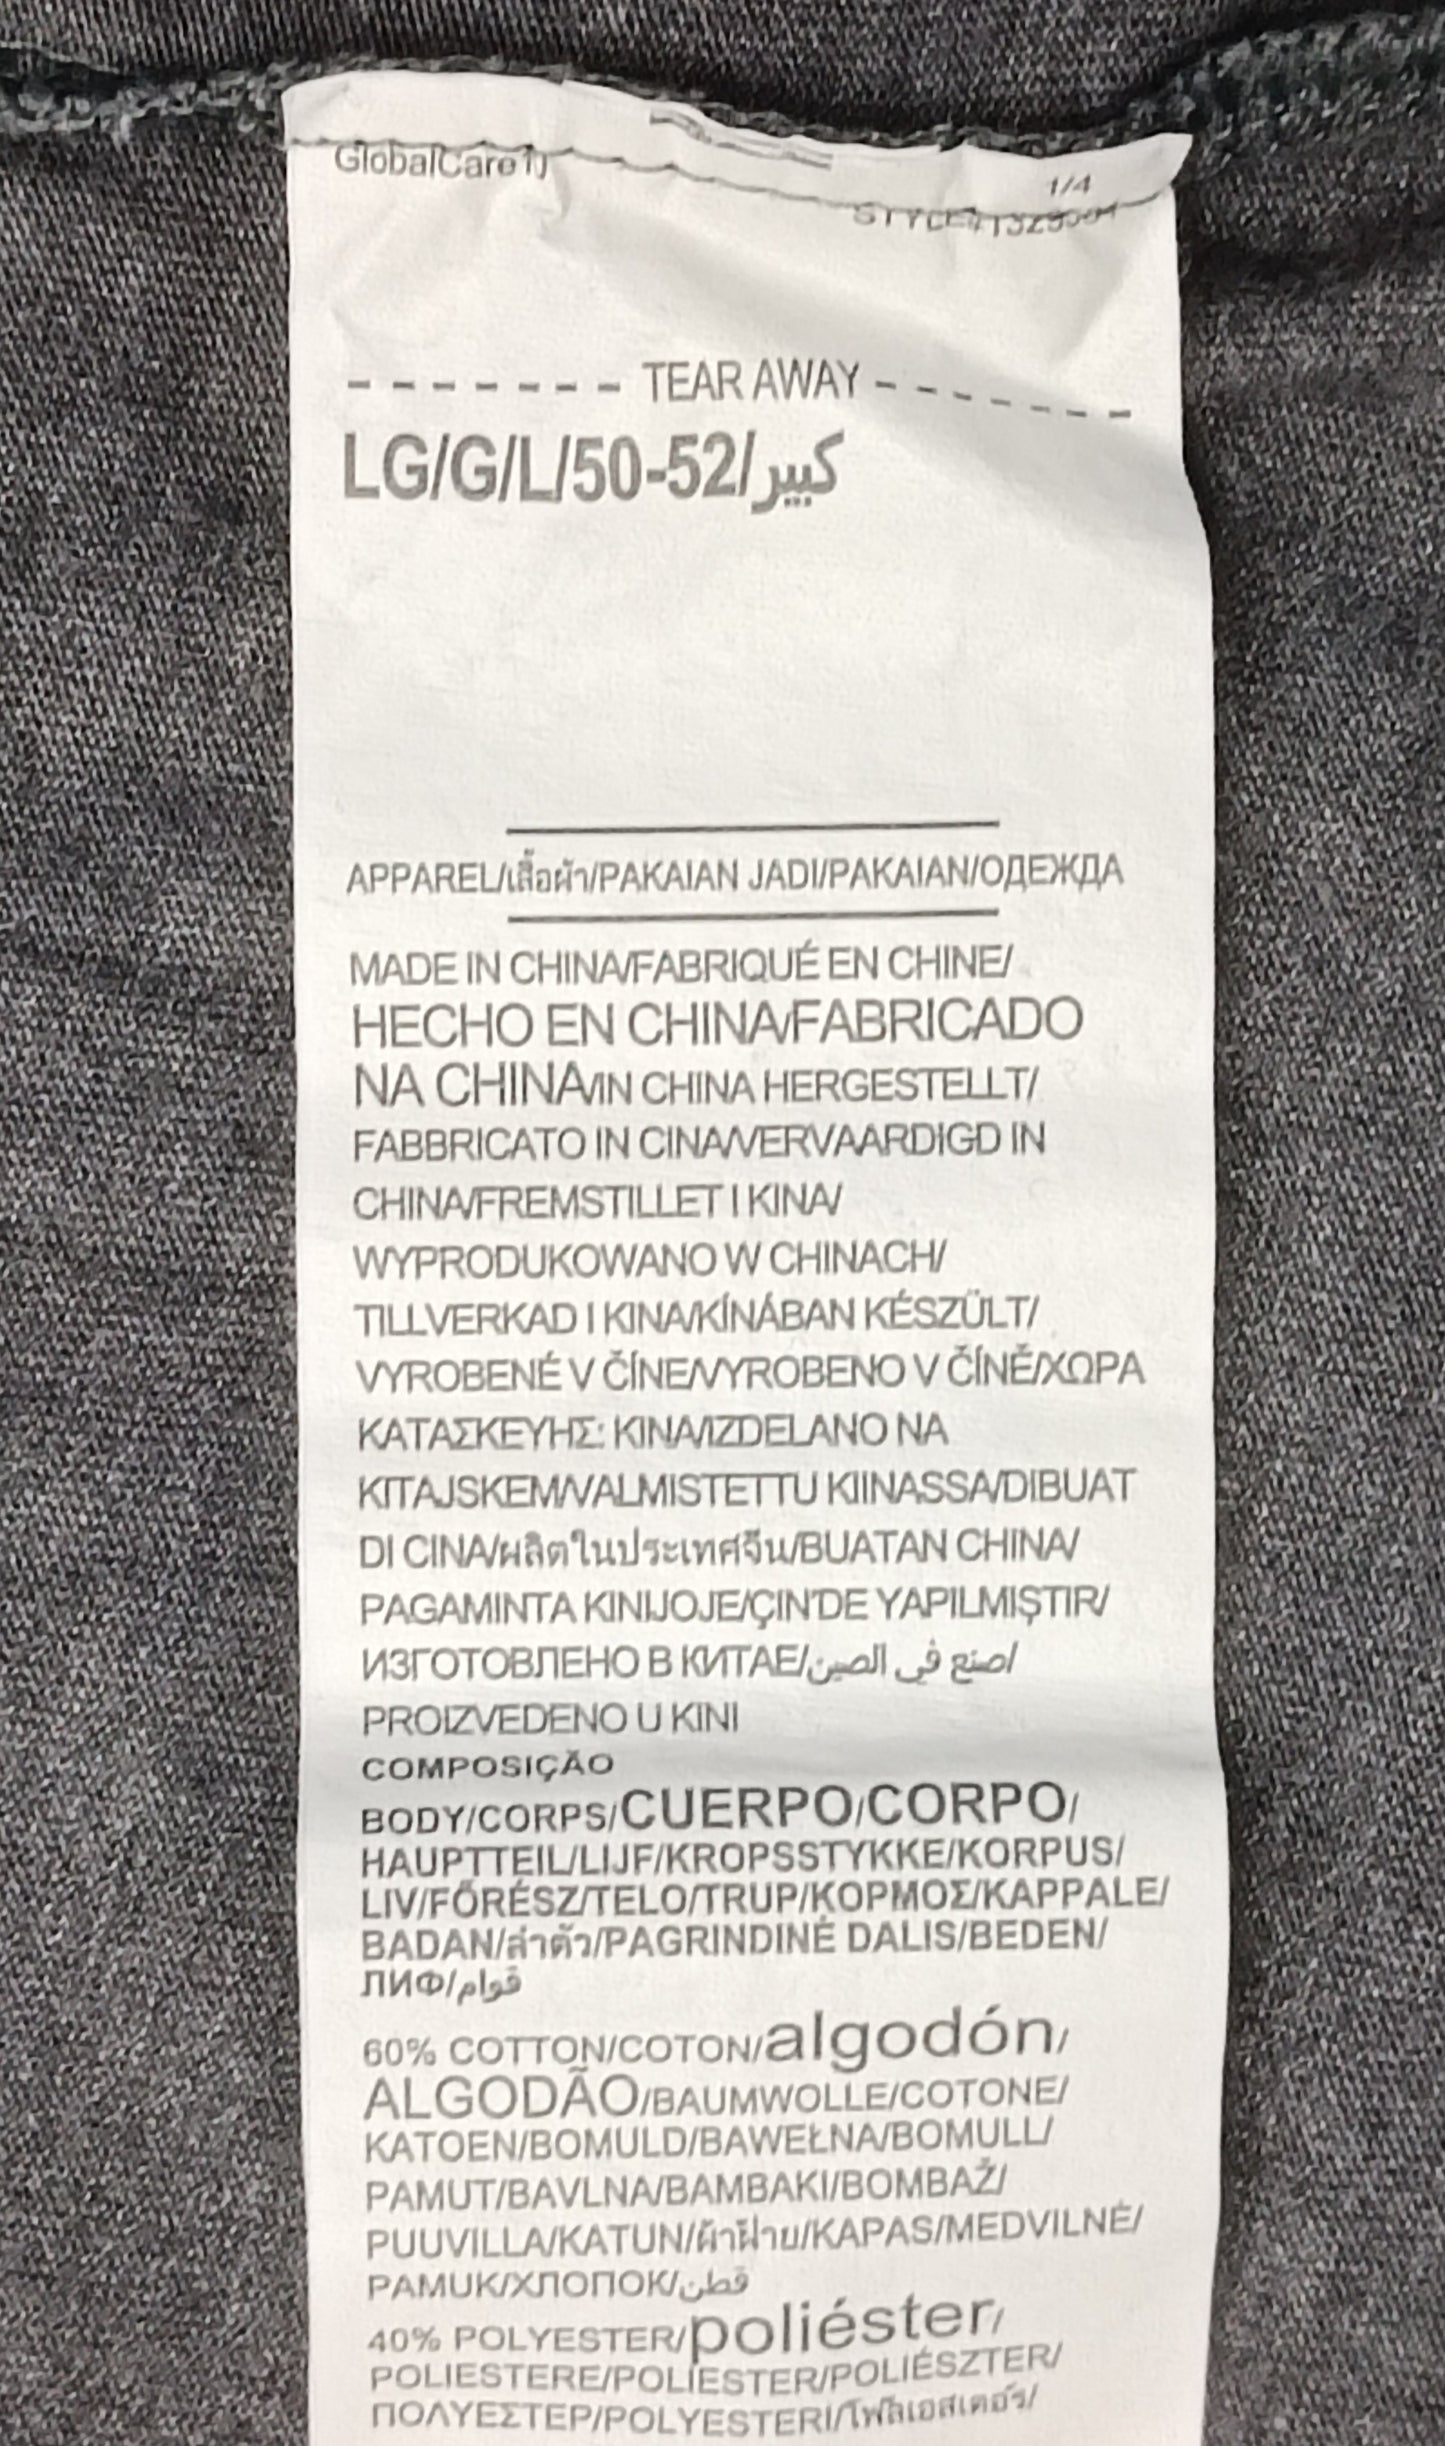 GlobalCare
1/4
TEAR AWAY
LG/G/L/50-52/كبير
APPAREL/เสื้อผ้า/PAKAIAN JADI/PAKAIAN/ОДЕЖДА
MADE IN CHINA/FABRIQUÉ EN CHINE/
HECHO EN CHINA/FABRICADO
NA CHINA/IN CHINA HERGESTELLT/
FABBRICATO IN CINA/VERVAARDIGD IN
CHINA/FREMSTILLET I KINA/
WYPRODUKOWANO W CHINACH/
TILLVERKAD I KINA/KÍNÁBAN KÉSZÜLT/
VYROBENÉ V ČÍNE/VYROBENO V ČÍNĚ/ΧΩΡΑ
ΚΑΤΑΣΚΕΥΗΣ: ΚΙΝΑ/IZDELANO NA
KITAJSKEM/VALMISTETTU KIINASSA/DIBUAT
DI CINA/ผลิตในประเทศจีน/BUATAN CHINA/
PAGAMINTA KINIJOJE/ÇIN'DE YAPILMIŞTIR/
ИЗГОТОВЛЕНО В КИТАЕ/صنع في الصين/
PROIZVEDENO U KINI
COMPOSIÇÃO
BODY/CORPS/CUERPO/CORPO/
HAUPTTEIL/LIJF/KROPSSTYKKE/KORPUS/
LIV/FŐRÉSZ/TELO/TRUP/ΚΟΡΜΟΣ/KAPPALE/
BADAN/ลำตัว/PAGRINDINĖ DALIS/BEDEN/
ЛИФ/قوام
60% COTTON/COTON/algodón/
ALGODÃO/BAUMWOLLE/COTONE/
KATOEN/BOMULD/BAWEŁNA/BOMULL/
PAMUT/BAVLNA/BAMBAKI/BOMBAŽ/
PUUVILLA/KATUN/ผ้าฝ้าย/KAPAS/MEDVILNĖ/
PAMUK/ХЛОПОК/قطن
40% POLYESTER/poliéster/
POLIESTERE/POLIESTER/POLIÉSZTER/
ΠΟΛΥΕΣΤΕΡ/POLYESTERI/โพลีเอสเตอร์/